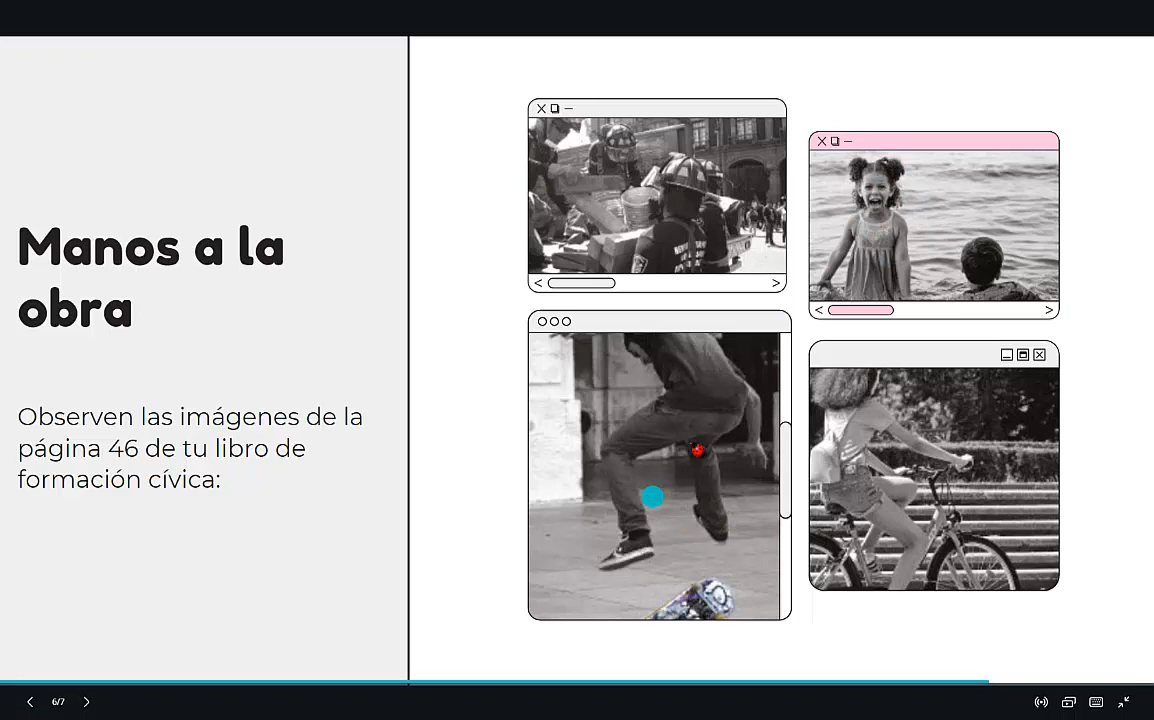 Manos a la
obra
Observen las imágenes de la
página 46 de tu libro de
formación cívica:
6/7